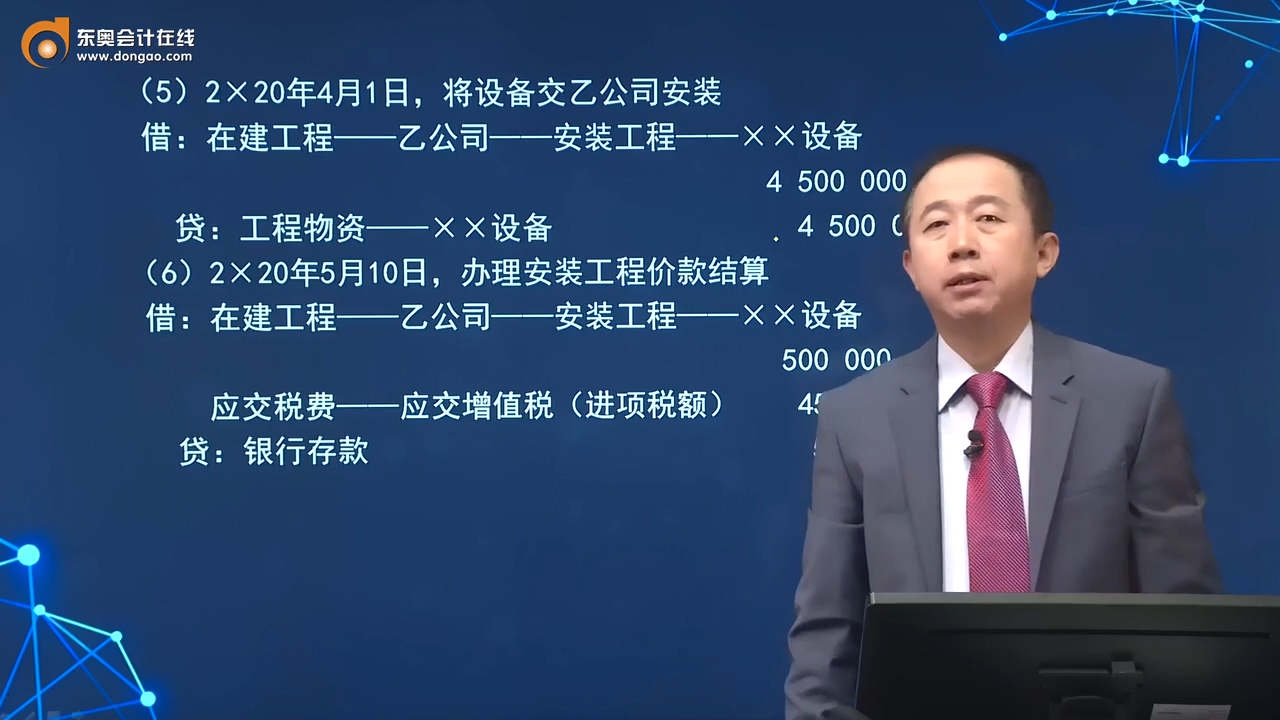 东奥会计在线
www.dongao.com
（5）2×20年4月1日，将设备交乙公司安装
借：在建工程——乙公司——安装工程——××设备
4 500 000
贷：工程物资——××设备 4 500
（6）2×20年5月10日，办理安装工程价款结算
借：在建工程——乙公司——安装工程——××设备
500 000
应交税费——应交增值税（进项税额）
贷：银行存款